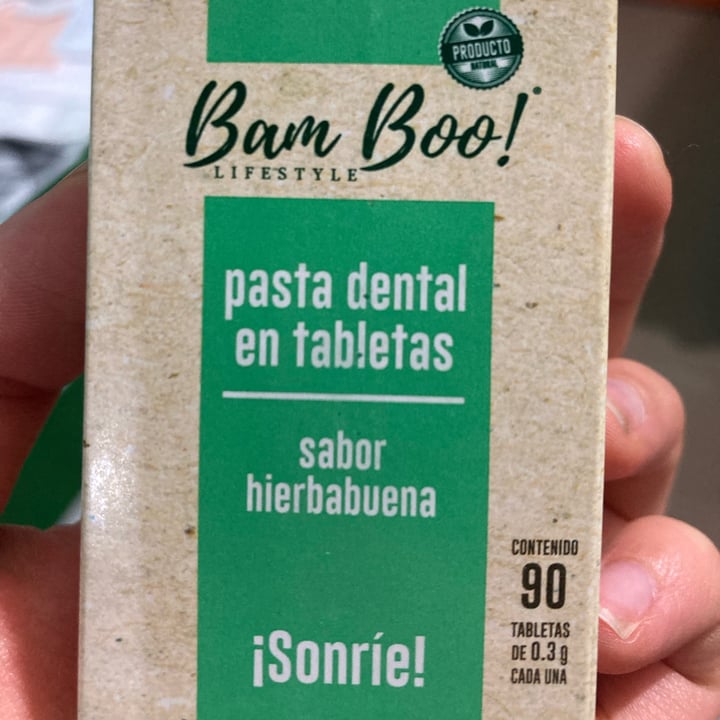 PRODUCTO
NATURAL
Bam Boo!
LIFESTYLE
pasta dental
en tabletas
sabor
hierbabuena
¡Sonríe!
CONTENIDO
90
TABLETAS
DE 0.3 g
CADA UNA